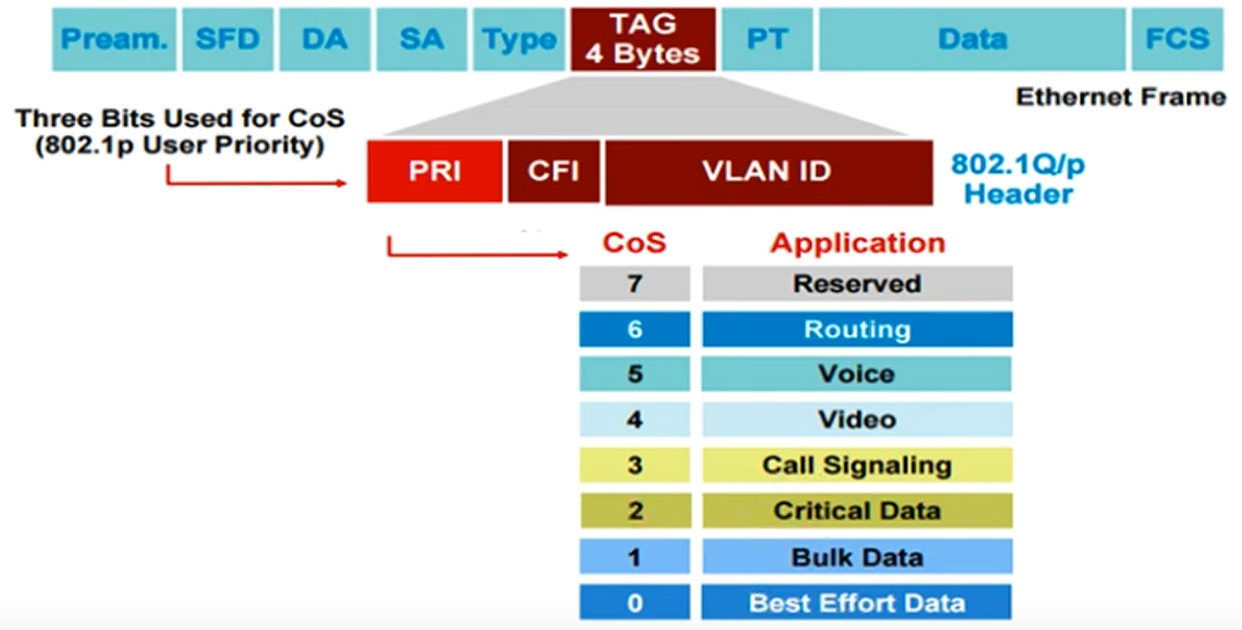 Pream. SFD DA SA Type TAG PT Data FCS
4 Bytes
Ethernet Frame
Three Bits Used for CoS
(802.1p User Priority)
PRI CFI VLAN ID 802.1Q/p
Header
CoS Application
7 Reserved
6 Routing
5 Voice
4 Video
3 Call Signaling
2 Critical Data
1 Bulk Data
0 Best Effort Data